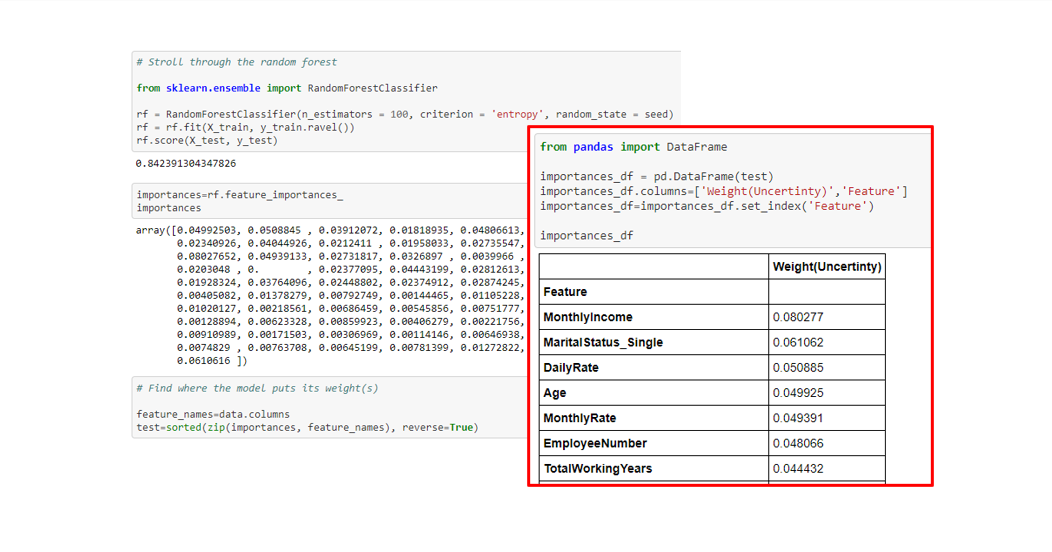 # Stroll through the random forest
from sklearn.ensemble import RandomForestClassifier
rf = RandomForestClassifier(n_estimators = 100, criterion = 'entropy', random_state = seed)
rf = rf.fit(X_train, y_train.ravel())
rf.score(X_test, y_test)
0.842391304347826
importances=rf.feature_importances_
importances
array([0.04992503, 0.0508845 , 0.03912072, 0.01818935, 0.04806613,
0.02340926, 0.04044926, 0.0212411 , 0.01958033, 0.02735547,
0.08027652, 0.04939133, 0.02731817, 0.0326897 , 0.0039966 ,
0.0203048 , 0. , 0.02377095, 0.04443199, 0.02812613,
0.01928324, 0.03764096, 0.02448802, 0.02374912, 0.02874245,
0.00405082, 0.01378279, 0.00792749, 0.00144465, 0.01105228,
0.01020127, 0.00218561, 0.00686459, 0.00545856, 0.00751777,
0.00128894, 0.00623328, 0.00859923, 0.00406279, 0.00221756,
0.00910989, 0.00171503, 0.00306969, 0.00114146, 0.00646938,
0.0074829 , 0.00763708, 0.00645199, 0.00781399, 0.01272822,
0.0610616 ])
# Find where the model puts its weight(s)
feature_names=data.columns
test=sorted(zip(importances, feature_names), reverse=True)
from pandas import DataFrame
importances_df = pd.DataFrame(test)
importances_df.columns=['Weight(Uncertinty)','Feature']
importances_df=importances_df.set_index('Feature')
importances_df
Weight(Uncertinty)
Feature
MonthlyIncome 0.080277
MaritalStatus_Single 0.061062
DailyRate 0.050885
Age 0.049925
MonthlyRate 0.049391
EmployeeNumber 0.048066
TotalWorkingYears 0.044432